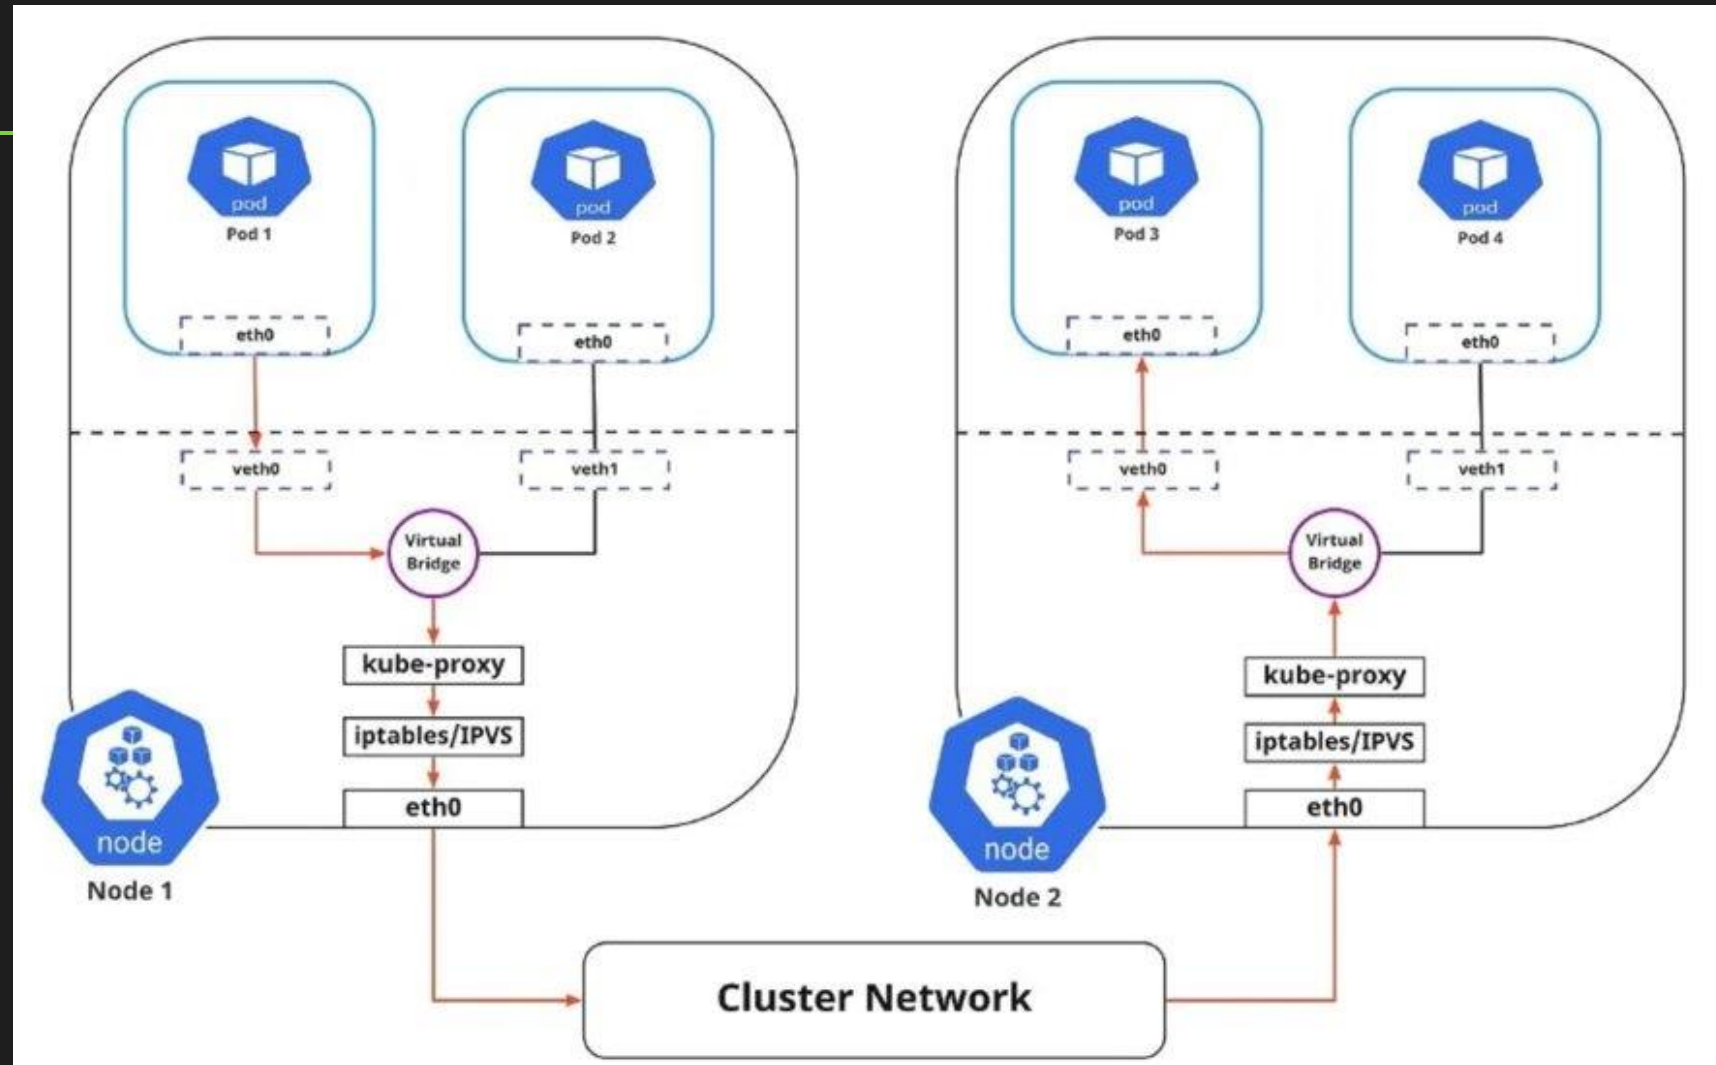 pod
Pod 1
pod
Pod 2
eth0
eth0
veth0
veth1
Virtual
Bridge
kube-proxy
iptables/IPVS
eth0
node
Node 1
pod
Pod 3
pod
Pod 4
eth0
eth0
veth0
veth1
Virtual
Bridge
kube-proxy
iptables/IPVS
eth0
node
Node 2
Cluster Network